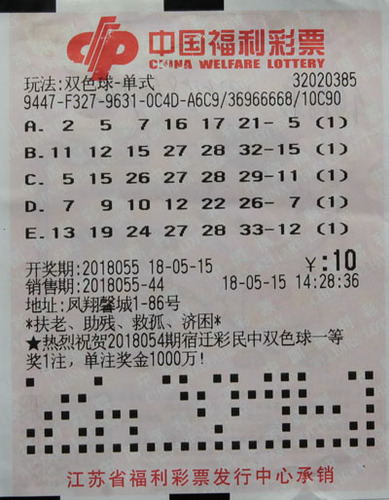 中国福利彩票
CHINA WELFARE LOTTERY
玩法:双色球-单式 32020385
9447-F327-9631-0C4D-A6C9/36966668/10C90
A. 2 5 7 16 17 21- 5 (1)
B. 11 12 15 27 28 32-15 (1)
C. 5 15 26 27 28 29-11 (1)
D. 7 9 10 12 22 26- 7 (1)
E. 13 19 24 27 28 33-12 (1)
开奖期:2018055 18-05-15 ¥:10
销售期:2018055-44 18-05-15 14:28:36
地址:凤翔馨城1-86号
*扶老、助残、救孤、济困*
★热烈祝贺2018054期宿迁彩民中双色球一等
奖1注，单注奖金1000万!
江苏省福利彩票发行中心承销